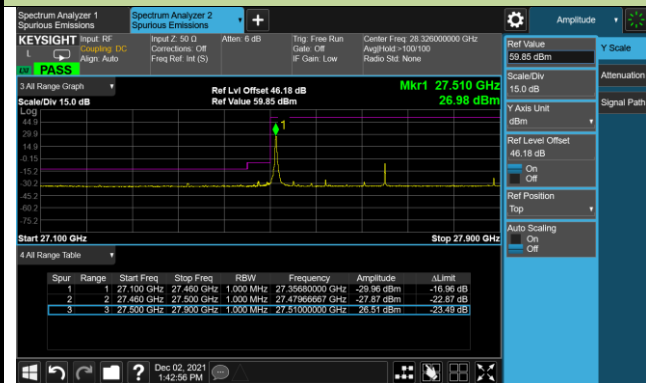 Spectrum Analyzer 1
Spurious Emissions
Spectrum Analyzer 2
Spurious Emissions
+
Amplitude
KEYSIGHT
L
Input: RF
Coupling: DC
Align: Auto
Input Z: 50 Ω
Corrections: Off
Freq Ref: Int (S)
Atten: 6 dB
Trig: Free Run
Gate: Off
IF Gain: Low
Center Freq: 28.326000000 GHz
Avg|Hold:>100/100
Radio Std: None
PASS
3 All Range Graph
Ref Lvl Offset 46.18 dB
Mkr1 27.510 GHz
Scale/Div 15.0 dB
Ref Value 59.85 dBm
26.98 dBm
Log
44.9
29.9
14.9
-0.15
-15.2
-30.2
-45.2
-60.2
-75.2
1
Start 27.100 GHz
Stop 27.900 GHz
4 All Range Table
Spur Range Start Freq Stop Freq RBW Frequency Amplitude ΔLimit
1 1 27.100 GHz 27.460 GHz 1.000 MHz 27.35680000 GHz -29.96 dBm -16.96 dB
2 2 27.460 GHz 27.500 GHz 1.000 MHz 27.47966667 GHz -27.87 dBm -22.87 dB
3 3 27.500 GHz 27.900 GHz 1.000 MHz 27.51000000 GHz 26.51 dBm -23.49 dB
Ref Value
59.85 dBm
Scale/Div
15.0 dB
Y Axis Unit
dBm
Ref Level Offset
46.18 dB
On
Off
Ref Position
Top
Auto Scaling
On
Off
Y Scale
Attenuation
Signal Path
?
Dec 02, 2021
1:42:56 PM